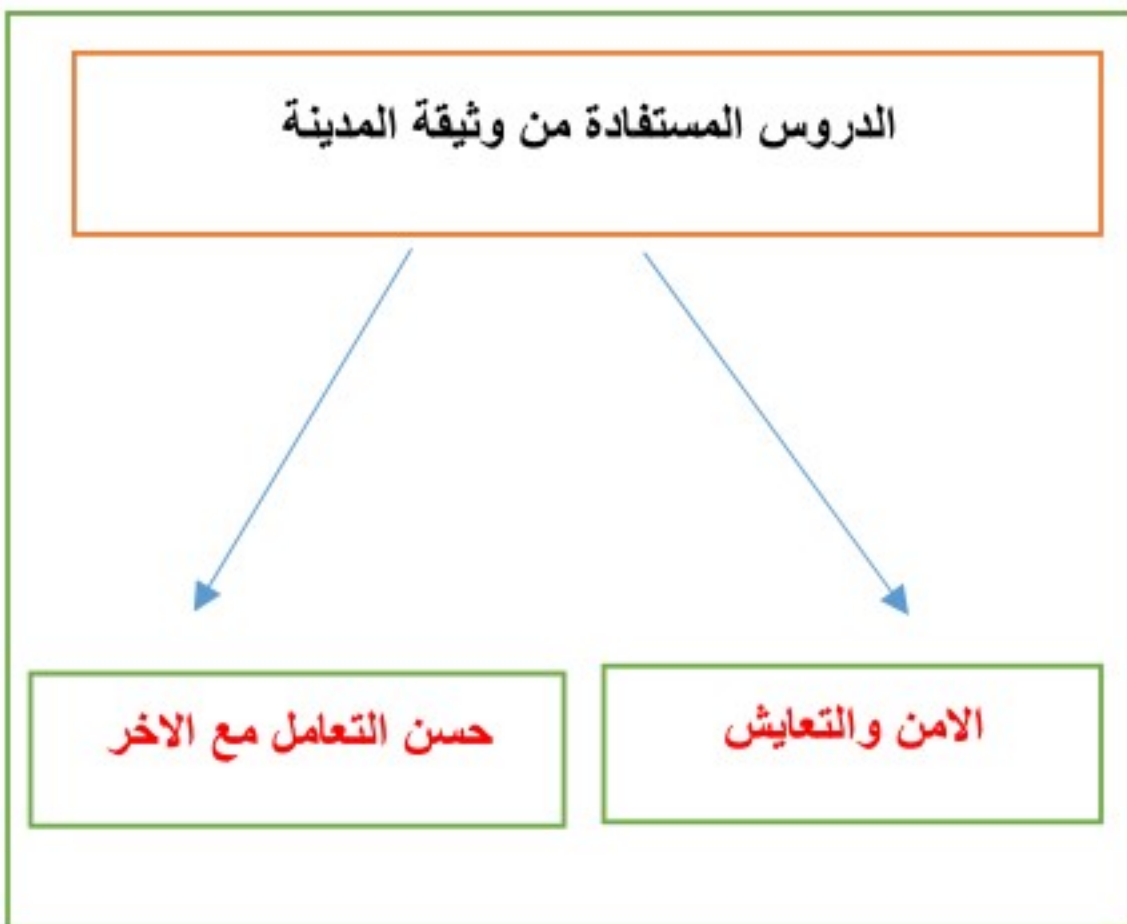 الدروس المستفادة من وثيقة المدينة
الامن والتعايش
حسن التعامل مع الاخر